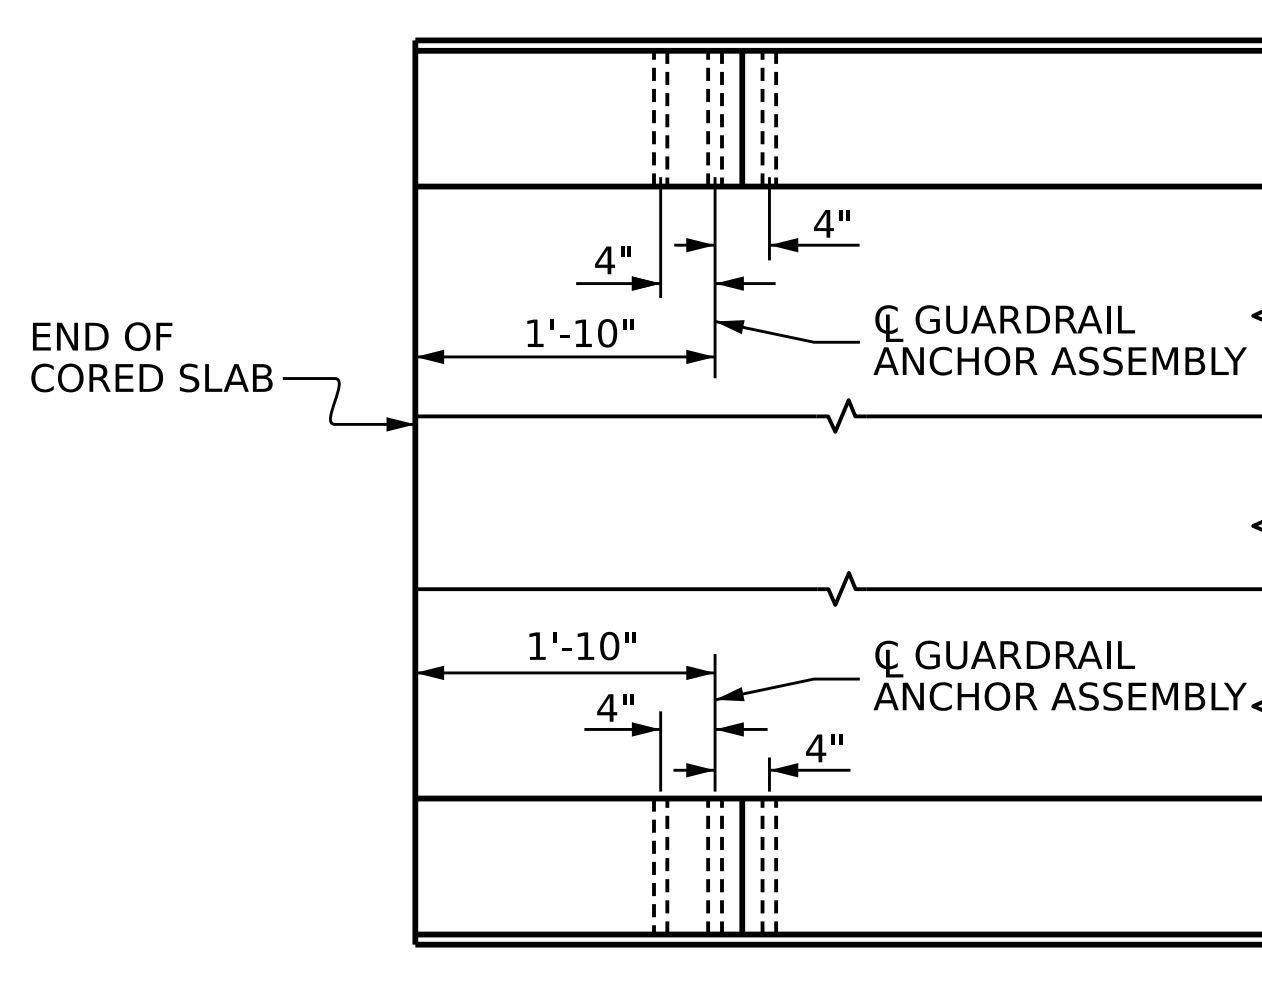 4"
4"
1'-10"
℄ GUARDRAIL
ANCHOR ASSEMBLY
END OF
CORED SLAB
1'-10"
℄ GUARDRAIL
ANCHOR ASSEMBLY
4"
4"